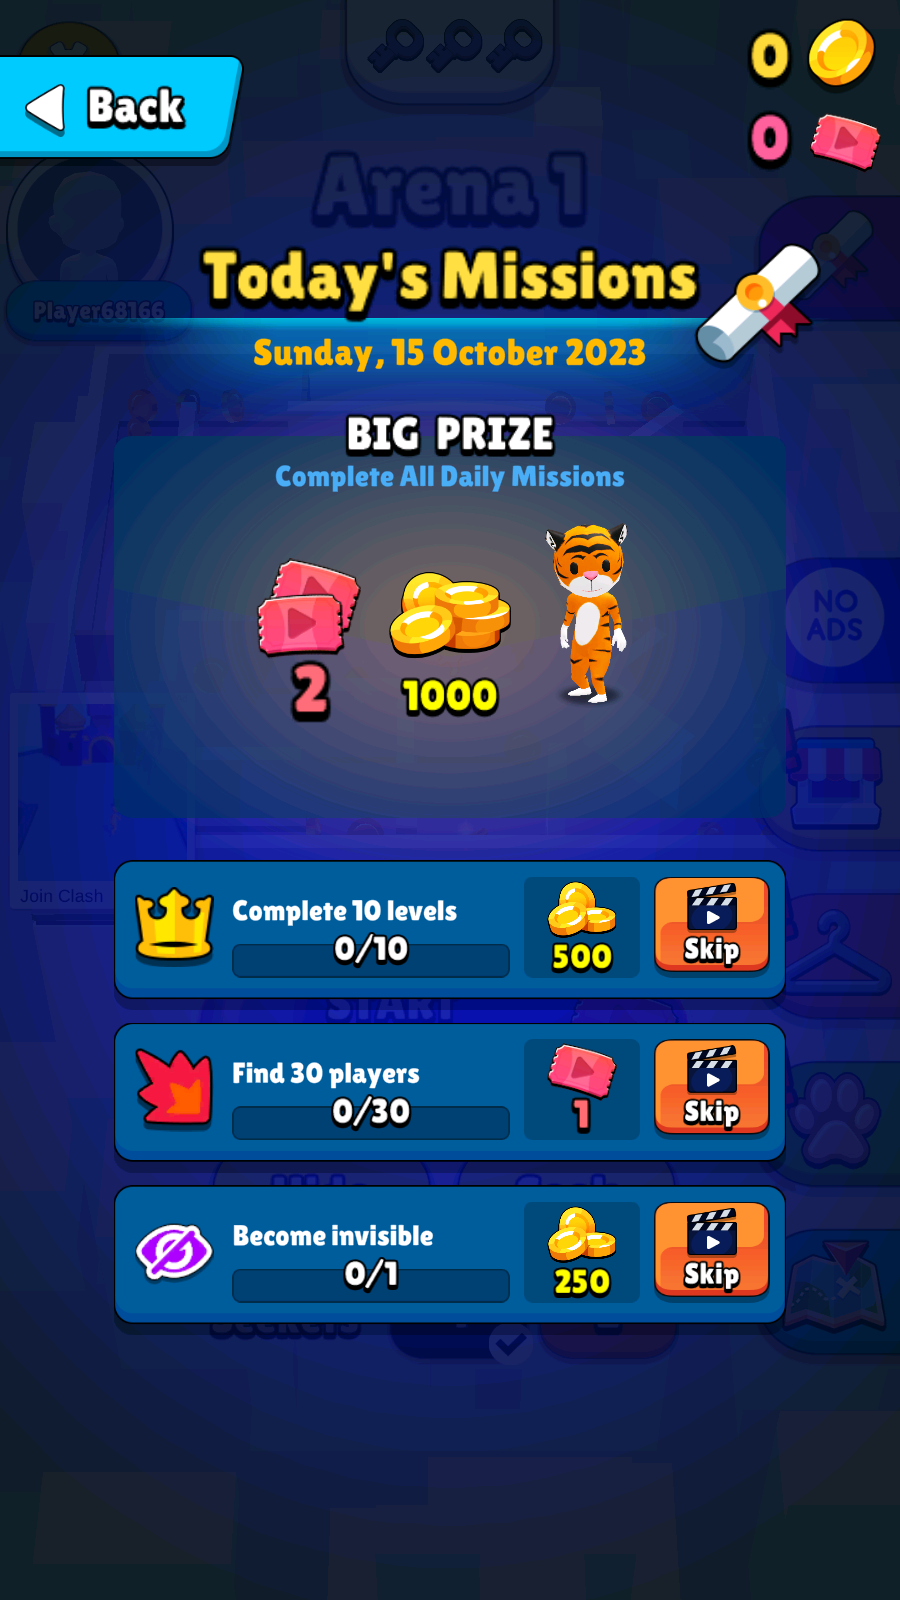 0
Back
0
Arena 1
Today's Missions
Player68166
Sunday, 15 October 2023
BIG PRIZE
Complete All Daily Missions
NO
ADS
2
1000
Join Clash
Complete 10 levels
0/10
500
Skip
START
Find 30 players
0/30
1
Skip
Become invisible
0/1
250
Skip
Seekers